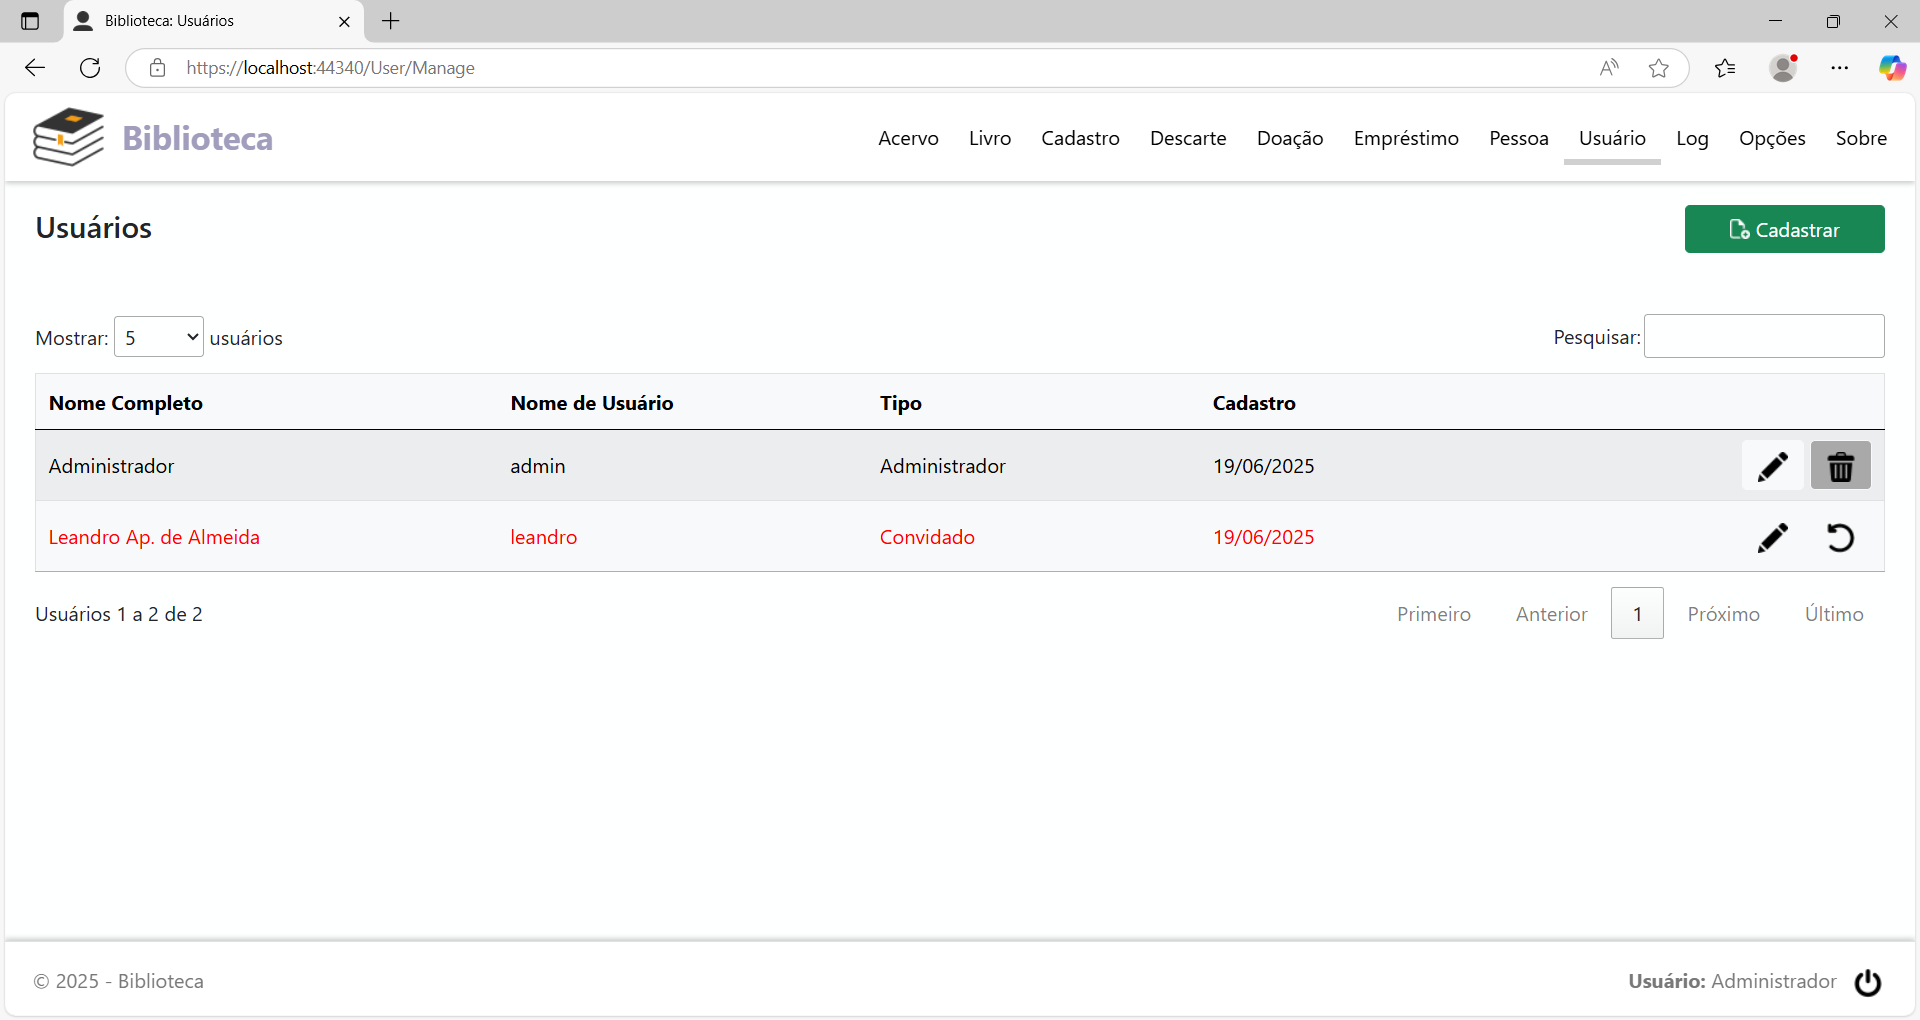 Biblioteca: Usuários
https://localhost:44340/User/Manage
Biblioteca
Acervo Livro Cadastro Descarte Doação Empréstimo Pessoa Usuário Log Opções Sobre
Usuários
Cadastrar
Mostrar: 5 usuários
Pesquisar:
Nome Completo Nome de Usuário Tipo Cadastro
Administrador admin Administrador 19/06/2025
Leandro Ap. de Almeida leandro Convidado 19/06/2025
Usuários 1 a 2 de 2
Primeiro Anterior 1 Próximo Último
© 2025 - Biblioteca
Usuário: Administrador